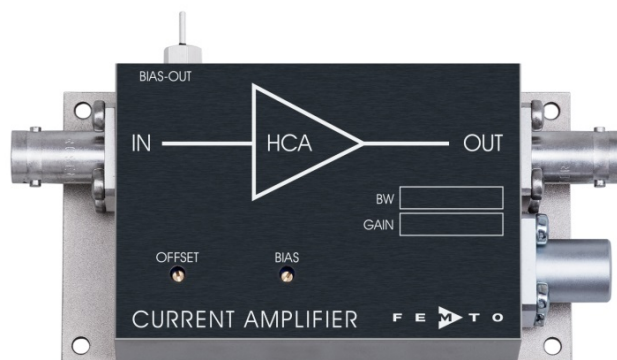 BIAS-OUT
IN HCA OUT
BW
GAIN
OFFSET BIAS
CURRENT AMPLIFIER FEMTO